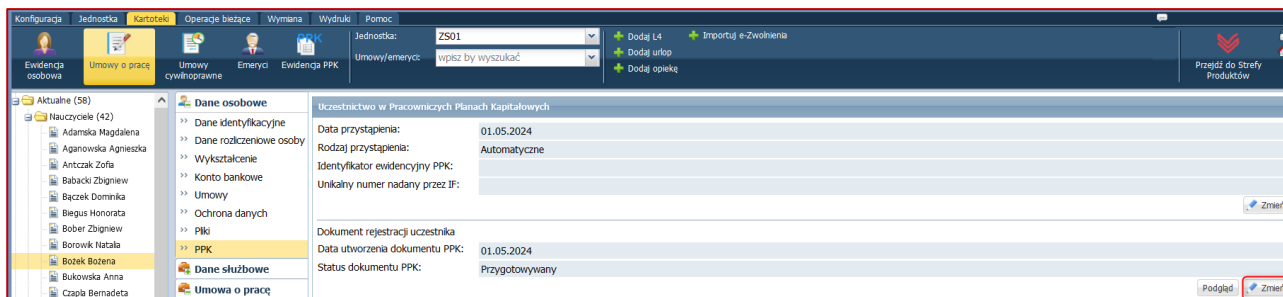 Konfiguracja Jednostka Kartoteki Operacje bieżące Wymiana Wydruki Pomoc
Ewidencja osobowa
Umowy o pracę
Umowy cywilnoprawne
Emeryci
PPK
Ewidencja PPK
Jednostka: ZS01
Umowy/emeryci: wpisz by wyszukać
Dodaj L4
Dodaj urlop
Dodaj opiekę
Importuj e-Zwolnienia
Przejdź do Strefy
Produktów
Aktualne (58)
Nauczyciele (42)
Adamska Magdalena
Aganowska Agnieszka
Antczak Zofia
Babacki Zbigniew
Bączek Dominika
Biegus Honorata
Bober Zbigniew
Borowik Natalia
Bożek Bożena
Bukowska Anna
Czapla Bernadeta
Dane osobowe
Dane identyfikacyjne
Dane rozliczeniowe osoby
Wykształcenie
Konto bankowe
Umowy
Ochrona danych
Pliki
PPK
Dane służbowe
Umowa o pracę
Uczestnictwo w Pracowniczych Planach Kapitałowych
Data przystąpienia: 01.05.2024
Rodzaj przystąpienia: Automatyczne
Identyfikator ewidencyjny PPK:
Unikalny numer nadany przez IF:
Zmień
Dokument rejestracji uczestnika
Data utworzenia dokumentu PPK: 01.05.2024
Status dokumentu PPK: Przygotowywany
Podgląd Zmień